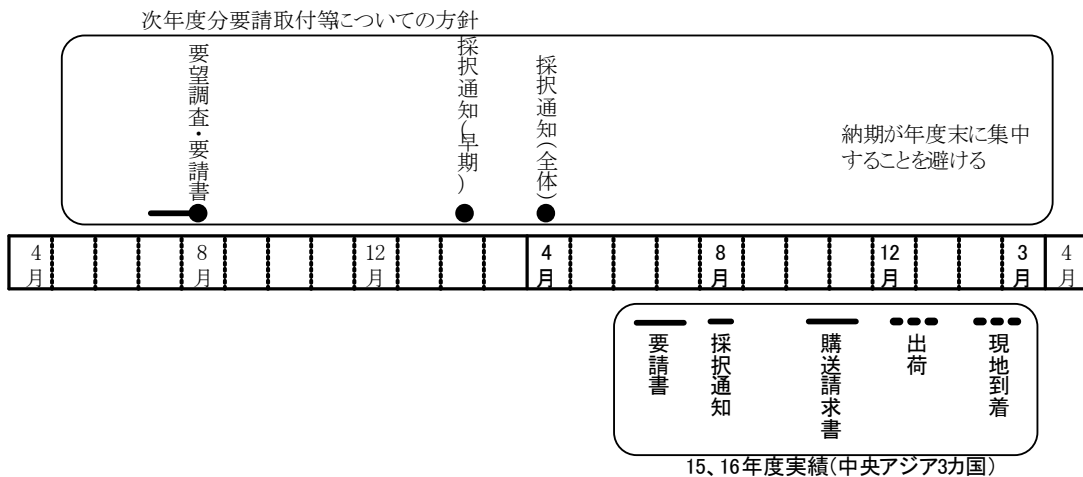 次年度分要請取付等についての方針
要望調査・要請書
採択通知(早期)
採択通知(全体)
納期が年度末に集中
することを避ける
4月
8月
12月
4月
8月
12月
3月
4月
要請書
採択通知
購送請求書
出荷
現地到着
15、16年度実績(中央アジア3カ国)